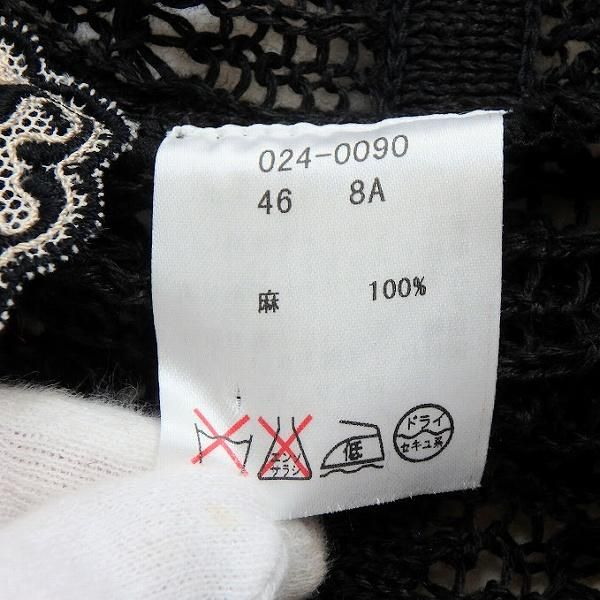 024-0090
46 8A
麻 100%
エンソ
サラシ
低
ドライ
セキユ系